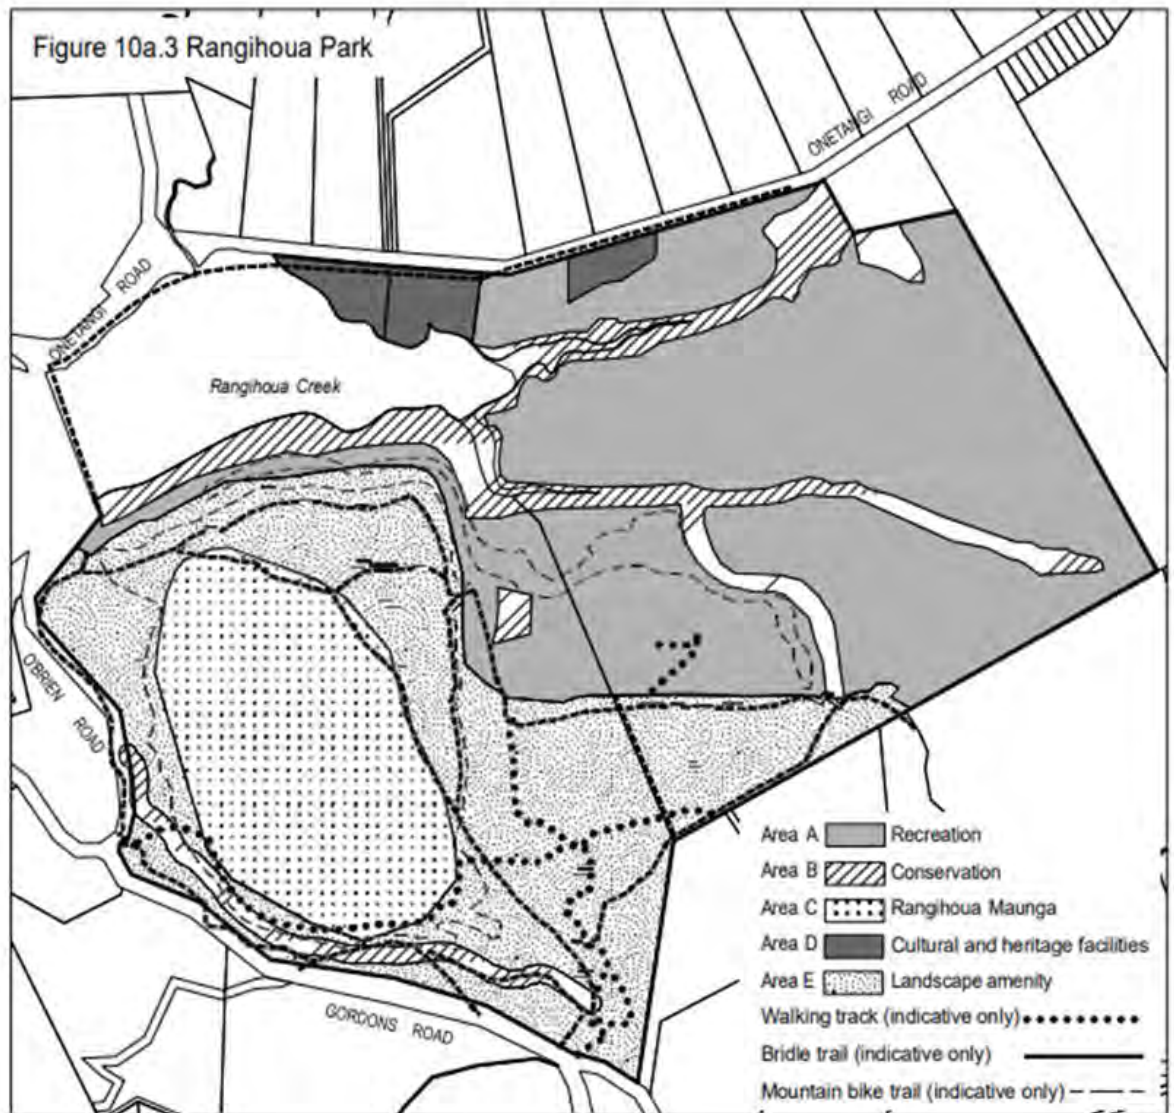 Figure 10a.3 Rangihoua Park
ONETANGI ROAD
ONETANGI ROAD
Rangihoua Creek
O'BRIEN ROAD
GORDONS ROAD
Area A Recreation
Area B Conservation
Area C Rangihoua Maunga
Area D Cultural and heritage facilities
Area E Landscape amenity
Walking track (indicative only)
Bridle trail (indicative only)
Mountain bike trail (indicative only)